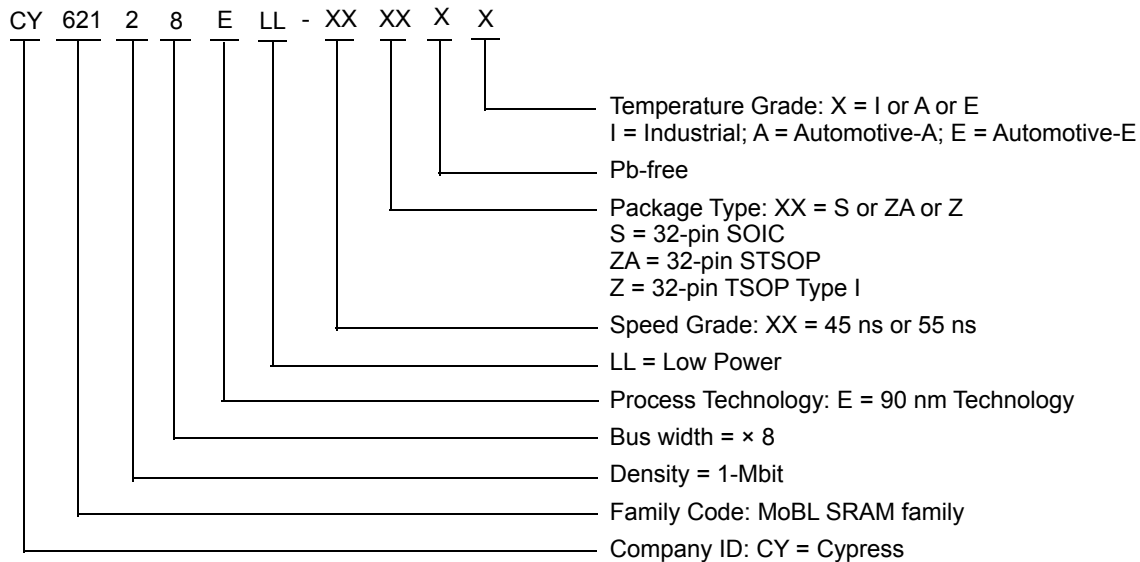 CY 621 2 8 E LL - XX XX X X
Temperature Grade: X = I or A or E
I = Industrial; A = Automotive-A; E = Automotive-E
Pb-free
Package Type: XX = S or ZA or Z
S = 32-pin SOIC
ZA = 32-pin STSOP
Z = 32-pin TSOP Type I
Speed Grade: XX = 45 ns or 55 ns
LL = Low Power
Process Technology: E = 90 nm Technology
Bus width = × 8
Density = 1-Mbit
Family Code: MoBL SRAM family
Company ID: CY = Cypress